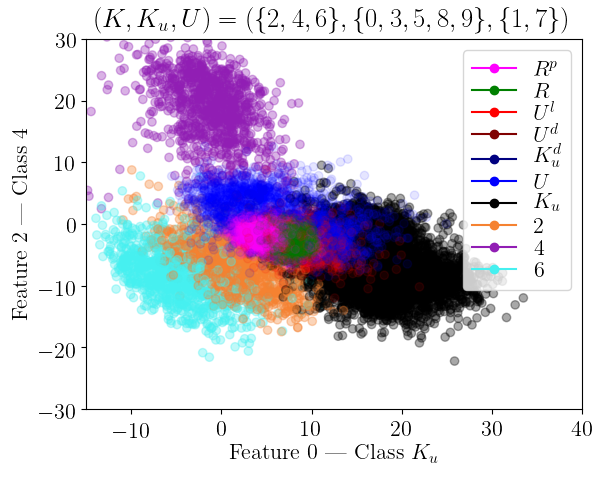 (K, K_u, U) = ({2, 4, 6}, {0, 3, 5, 8, 9}, {1, 7})
30
20
10
0
−10
−20
−30
Feature 2 — Class 4
R^p
R
U^l
U^d
K_u^d
U
K_u
2
4
6
−10 0 10 20 30 40
Feature 0 — Class K_u